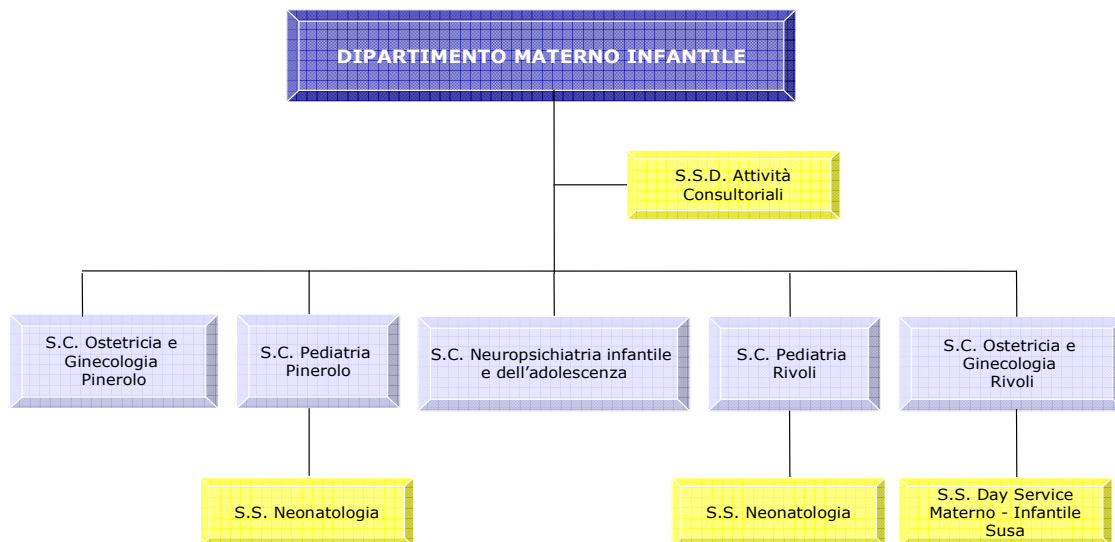 DIPARTIMENTO MATERNO INFANTILE
S.S.D. Attività
Consultoriali
S.C. Ostetricia e
Ginecologia
Pinerolo
S.C. Pediatria
Pinerolo
S.C. Neuropsichiatria infantile
e dell'adolescenza
S.C. Pediatria
Rivoli
S.C. Ostetricia e
Ginecologia
Rivoli
S.S. Neonatologia
S.S. Neonatologia
S.S. Day Service
Materno - Infantile
Susa